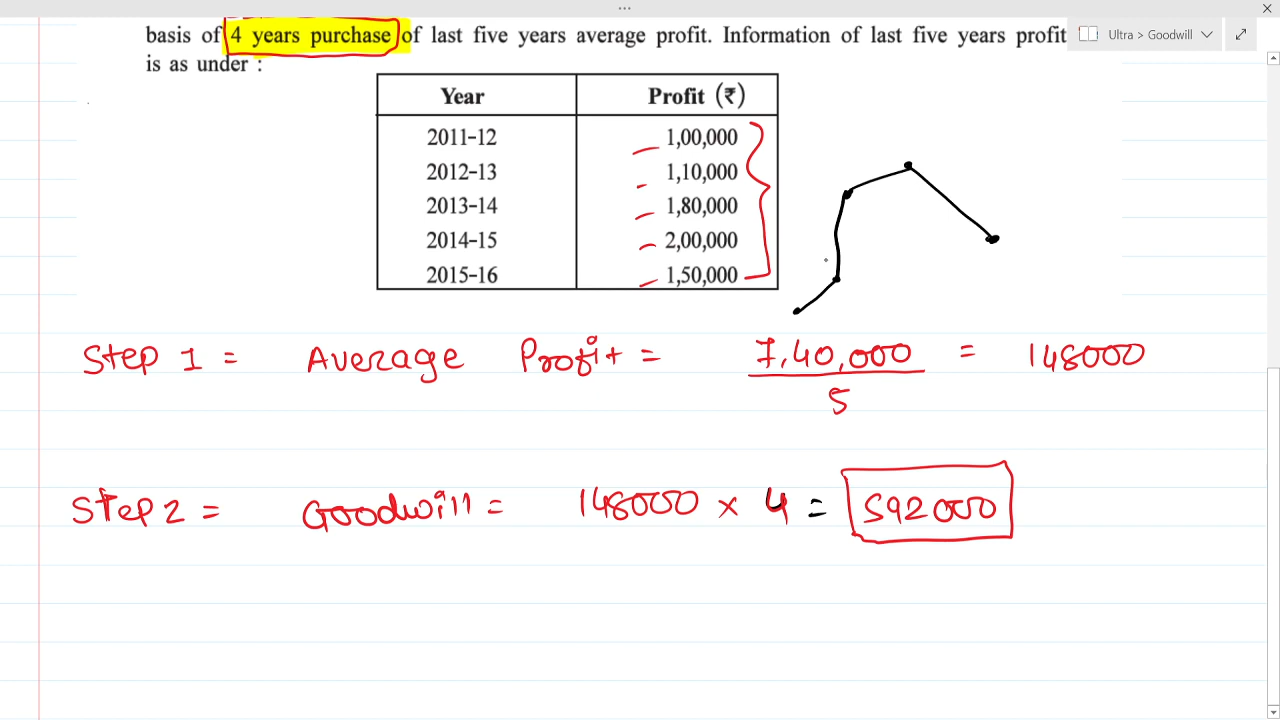 basis of 4 years purchase of last five years average profit. Information of last five years profit
Ultra > Goodwill
is as under :
Year Profit (₹)
2011-12 1,00,000
2012-13 1,10,000
2013-14 1,80,000
2014-15 2,00,000
2015-16 1,50,000
Step 1 = Average Profit = 7,40,000 = 148000
5
Step 2 = Goodwill = 148000 × 4 = 592000